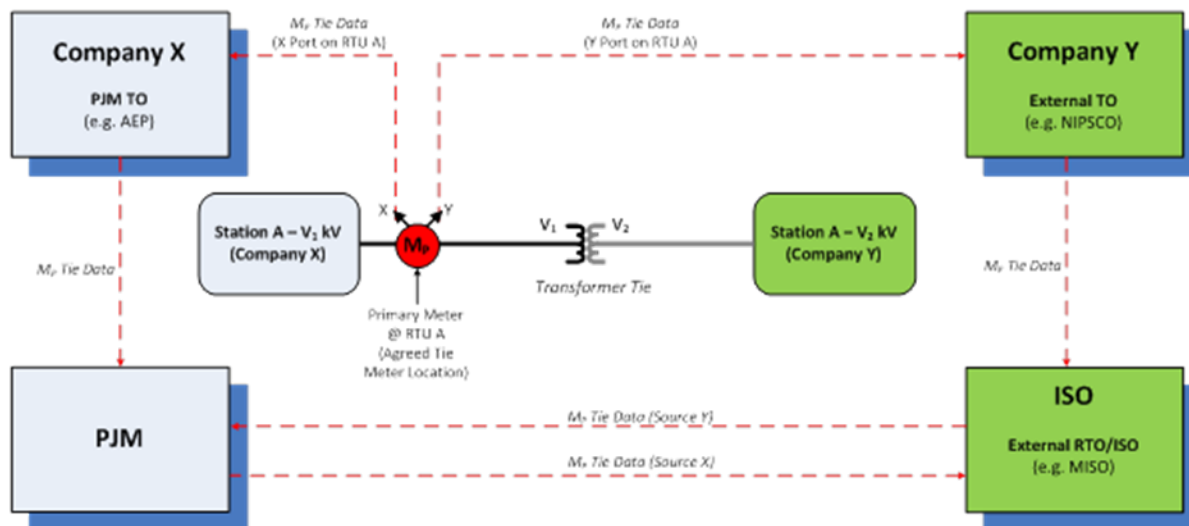 Company X
PJM TO
(e.g. AEP)
Mₚ Tie Data
(X Port on RTU A)
Mₚ Tie Data
(Y Port on RTU A)
Company Y
External TO
(e.g. NIPSCO)
X
Y
Station A – V₁ kV
(Company X)
Mₚ
V₁
V₂
Transformer Tie
Station A – V₂ kV
(Company Y)
Mₚ Tie Data
Mₚ Tie Data
Primary Meter
@ RTU A
(Agreed Tie
Meter Location)
PJM
Mₚ Tie Data (Source Y)
Mₚ Tie Data (Source X)
ISO
External RTO/ISO
(e.g. MISO)